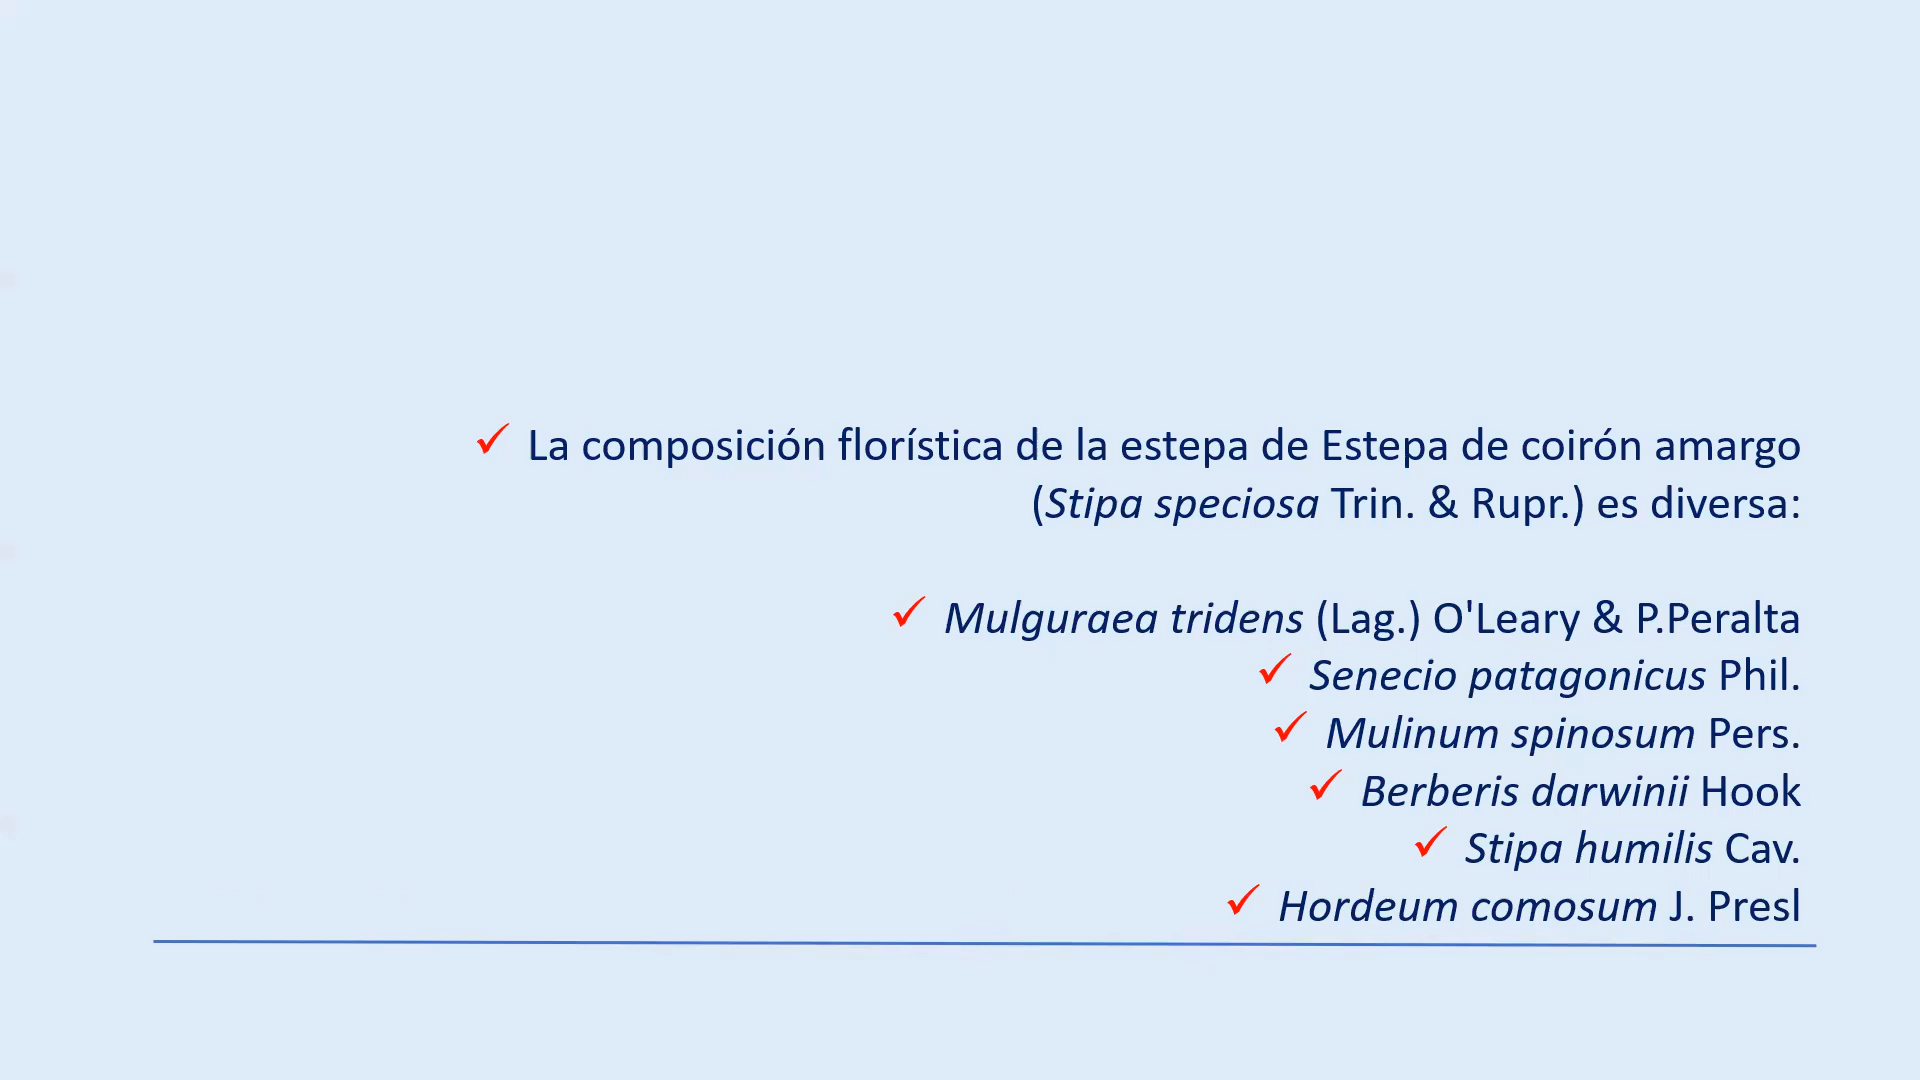 ✓ La composición florística de la estepa de Estepa de coirón amargo
(Stipa speciosa Trin. & Rupr.) es diversa:
✓ Mulguraea tridens (Lag.) O'Leary & P.Peralta
✓ Senecio patagonicus Phil.
✓ Mulinum spinosum Pers.
✓ Berberis darwinii Hook
✓ Stipa humilis Cav.
✓ Hordeum comosum J. Presl